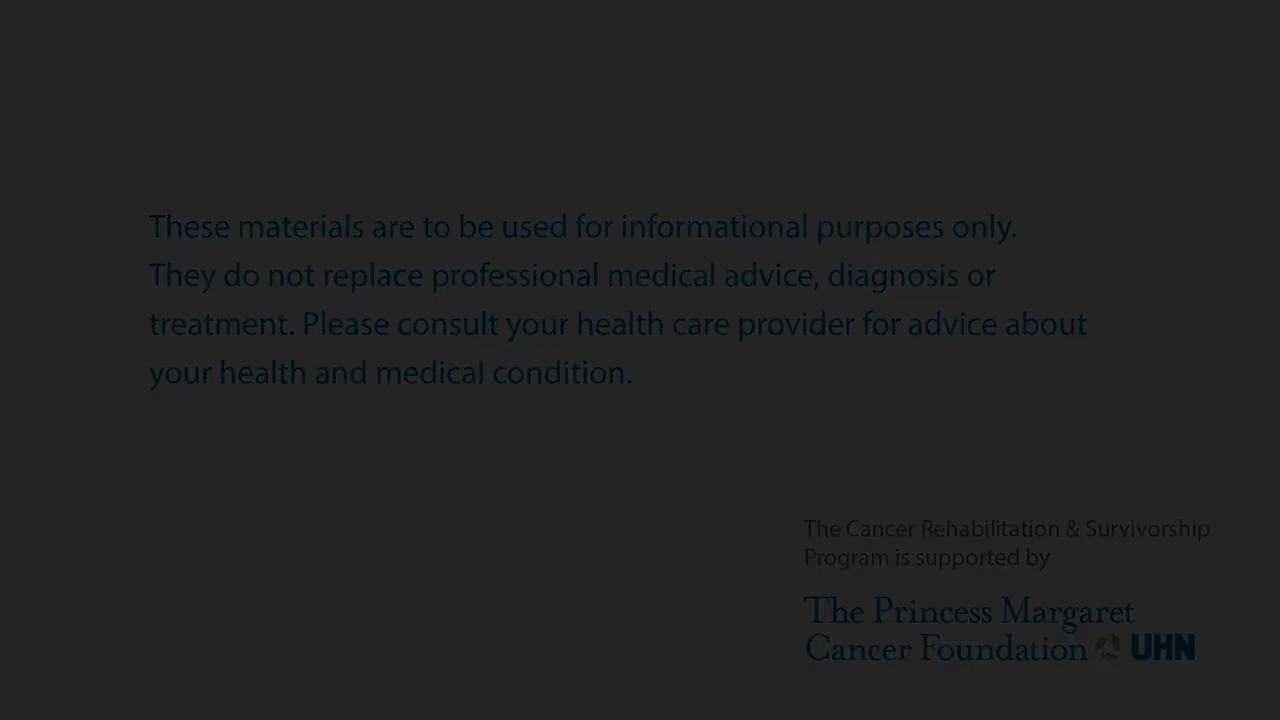 These materials are to be used for informational purposes only.
They do not replace professional medical advice, diagnosis or
treatment. Please consult your health care provider for advice about
your health and medical condition.
The Cancer Rehabilitation & Survivorship
Program is supported by
The Princess Margaret
Cancer Foundation UHN